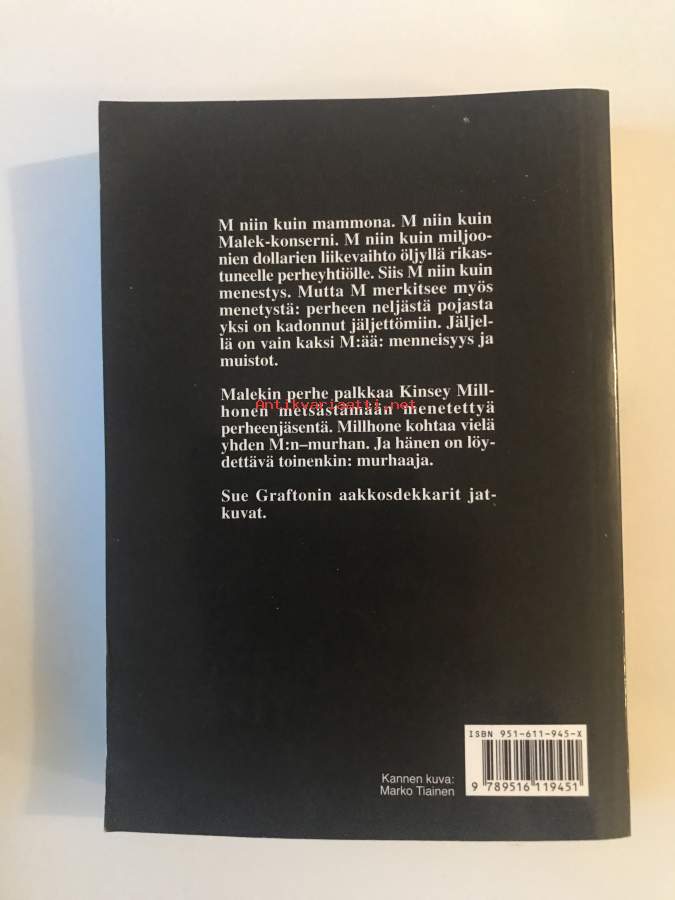 M niin kuin mammona. M niin kuin
Malek-konserni. M niin kuin miljoo-
nien dollarien liikevaihto öljyllä rikas-
tuneelle perheyhtiölle. Siis M niin kuin
menestys. Mutta M merkitsee myös
menetystä: perheen neljästä pojasta
yksi on kadonnut jäljettömiin. Jäljel-
lä on vain kaksi M:ää: menneisyys ja
muistot.
Malekin perhe palkkaa Kinsey Mill-
honen metsästämään menetettyä
Antikvariaatti.net
perheenjäsentä. Millhone kohtaa vielä
yhden M:n–murhan. Ja hänen on löy-
dettävä toinenkin: murhaaja.
Sue Graftonin aakkosdekkarit jat-
kuvat.
ISBN 951-611-945-X
9 789516 119451
Kannen kuva:
Marko Tiainen